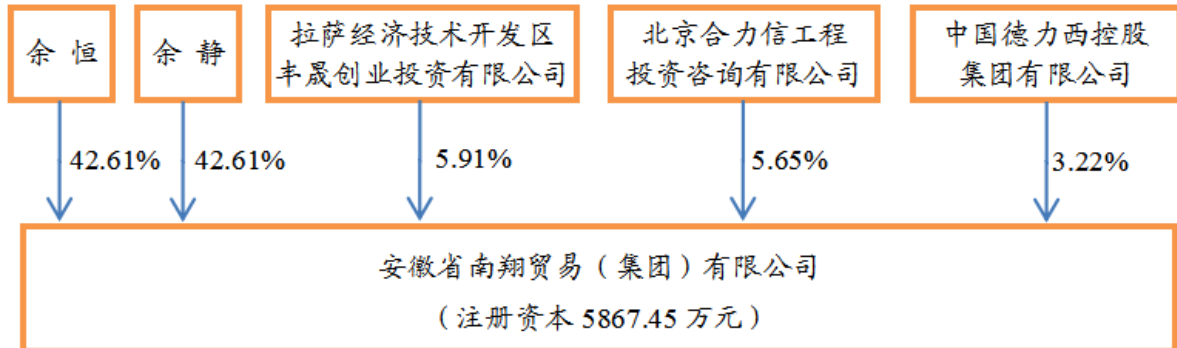 余 恒
余 静
拉萨经济技术开发区
丰晟创业投资有限公司
北京合力信工程
投资咨询有限公司
中国德力西控股
集团有限公司
42.61%
42.61%
5.91%
5.65%
3.22%
安徽省南翔贸易（集团）有限公司
（注册资本 5867.45 万元）